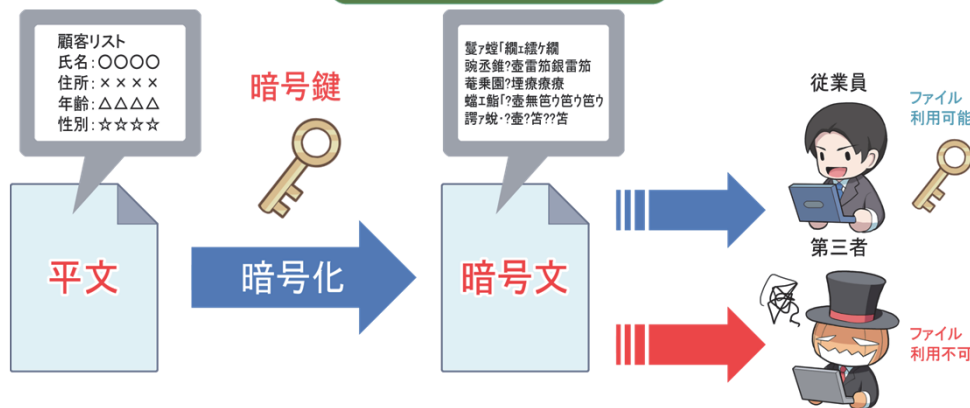 顧客リスト
氏名:○○○○
住所:××××
年齢:△△△△
性別:☆☆☆☆
暗号鍵
平文
暗号化
暗号文
従業員
ファイル
利用可能
第三者
ファイル
利用不可